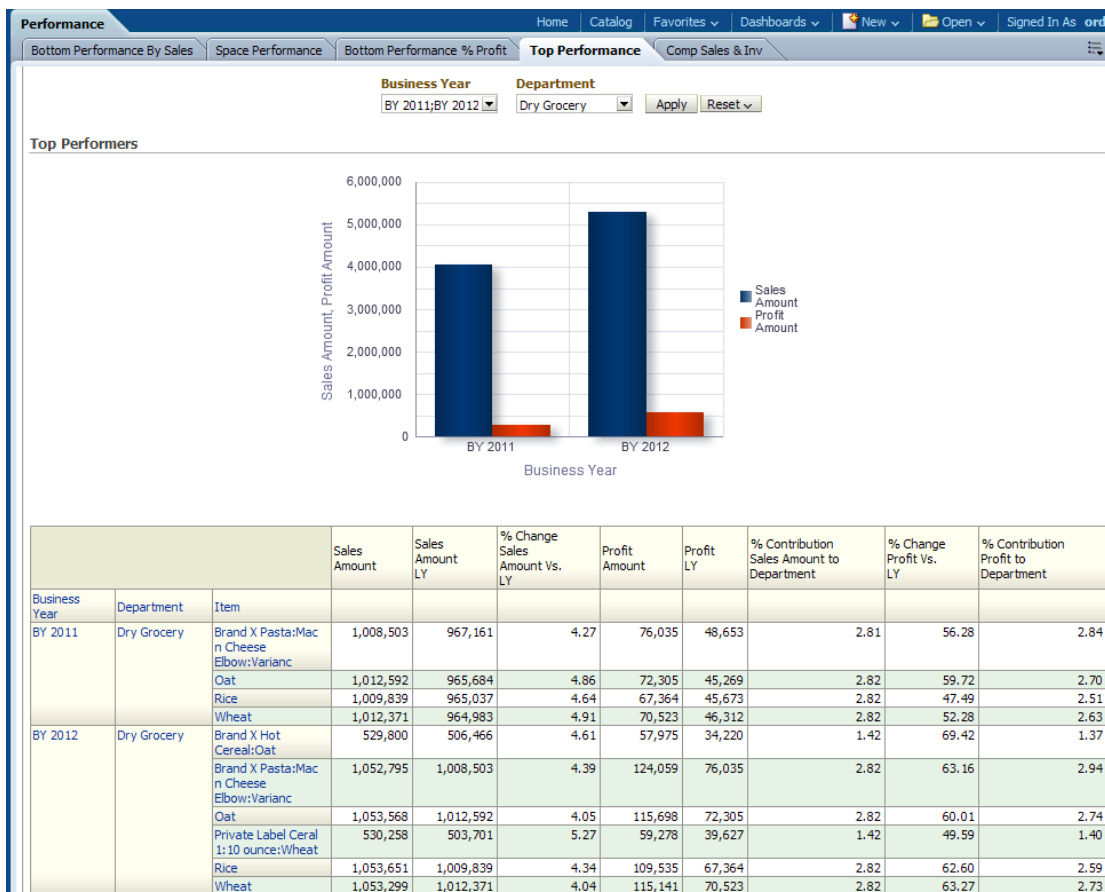 Performance
Home Catalog Favorites Dashboards New Open Signed In As ord
Bottom Performance By Sales Space Performance Bottom Performance % Profit Top Performance Comp Sales & Inv
Business Year Department
BY 2011;BY 2012 Dry Grocery Apply Reset
Top Performers
6,000,000
5,000,000
4,000,000
3,000,000
2,000,000
1,000,000
0
Sales Amount, Profit Amount
BY 2011 BY 2012
Business Year
Sales
Amount
Profit
Amount
Sales Amount
Sales Amount LY
% Change Sales Amount Vs. LY
Profit Amount
Profit LY
% Contribution Sales Amount to Department
% Change Profit Vs. LY
% Contribution Profit to Department
Business Year Department Item
BY 2011 Dry Grocery Brand X Pasta:Mac 1,008,503 967,161 4.27 76,035 48,653 2.81 56.28 2.84
n Cheese
Elbow:Varianc
Oat 1,012,592 965,684 4.86 72,305 45,269 2.82 59.72 2.70
Rice 1,009,839 965,037 4.64 67,364 45,673 2.82 47.49 2.51
Wheat 1,012,371 964,983 4.91 70,523 46,312 2.82 52.28 2.63
BY 2012 Dry Grocery Brand X Hot 529,800 506,466 4.61 57,975 34,220 1.42 69.42 1.37
Cereal:Oat
Brand X Pasta:Mac 1,052,795 1,008,503 4.39 124,059 76,035 2.82 63.16 2.94
n Cheese
Elbow:Varianc
Oat 1,053,568 1,012,592 4.05 115,698 72,305 2.82 60.01 2.74
Private Label Ceral 530,258 503,701 5.27 59,278 39,627 1.42 49.59 1.40
1:10 ounce:Wheat
Rice 1,053,651 1,009,839 4.34 109,535 67,364 2.82 62.60 2.59
Wheat 1,053,299 1,012,371 4.04 115,141 70,523 2.82 63.27 2.73